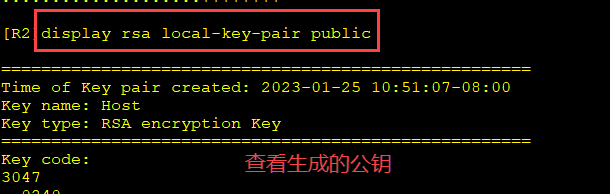 [R2]display rsa local-key-pair public
=====================================================
Time of Key pair created: 2023-01-25 10:51:07-08:00
Key name: Host
Key type: RSA encryption Key
=====================================================
Key code:
3047
查看生成的公钥
0240